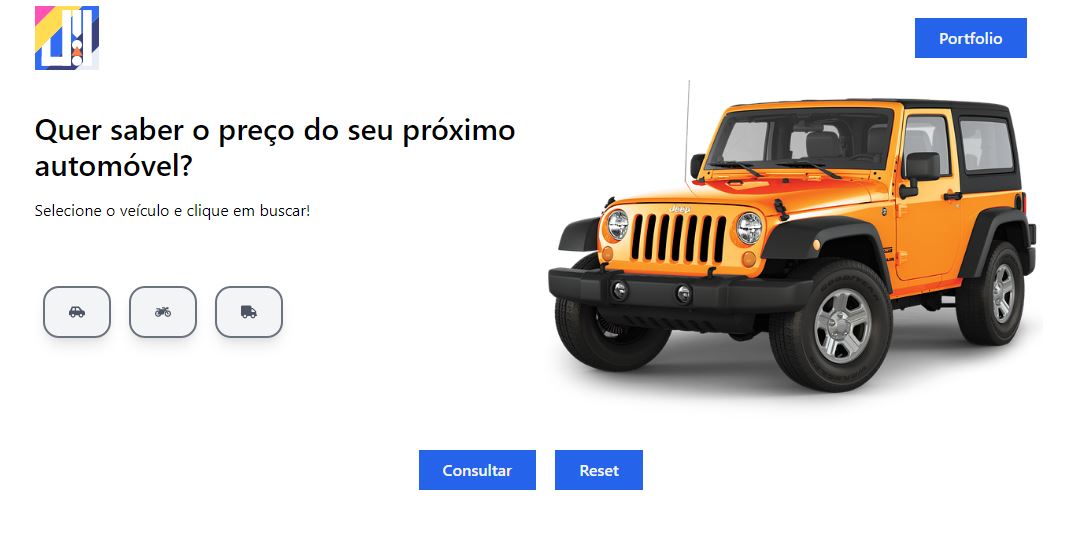 Portfolio
Quer saber o preço do seu próximo
automóvel?
Selecione o veículo e clique em buscar!
Jeep
Consultar
Reset